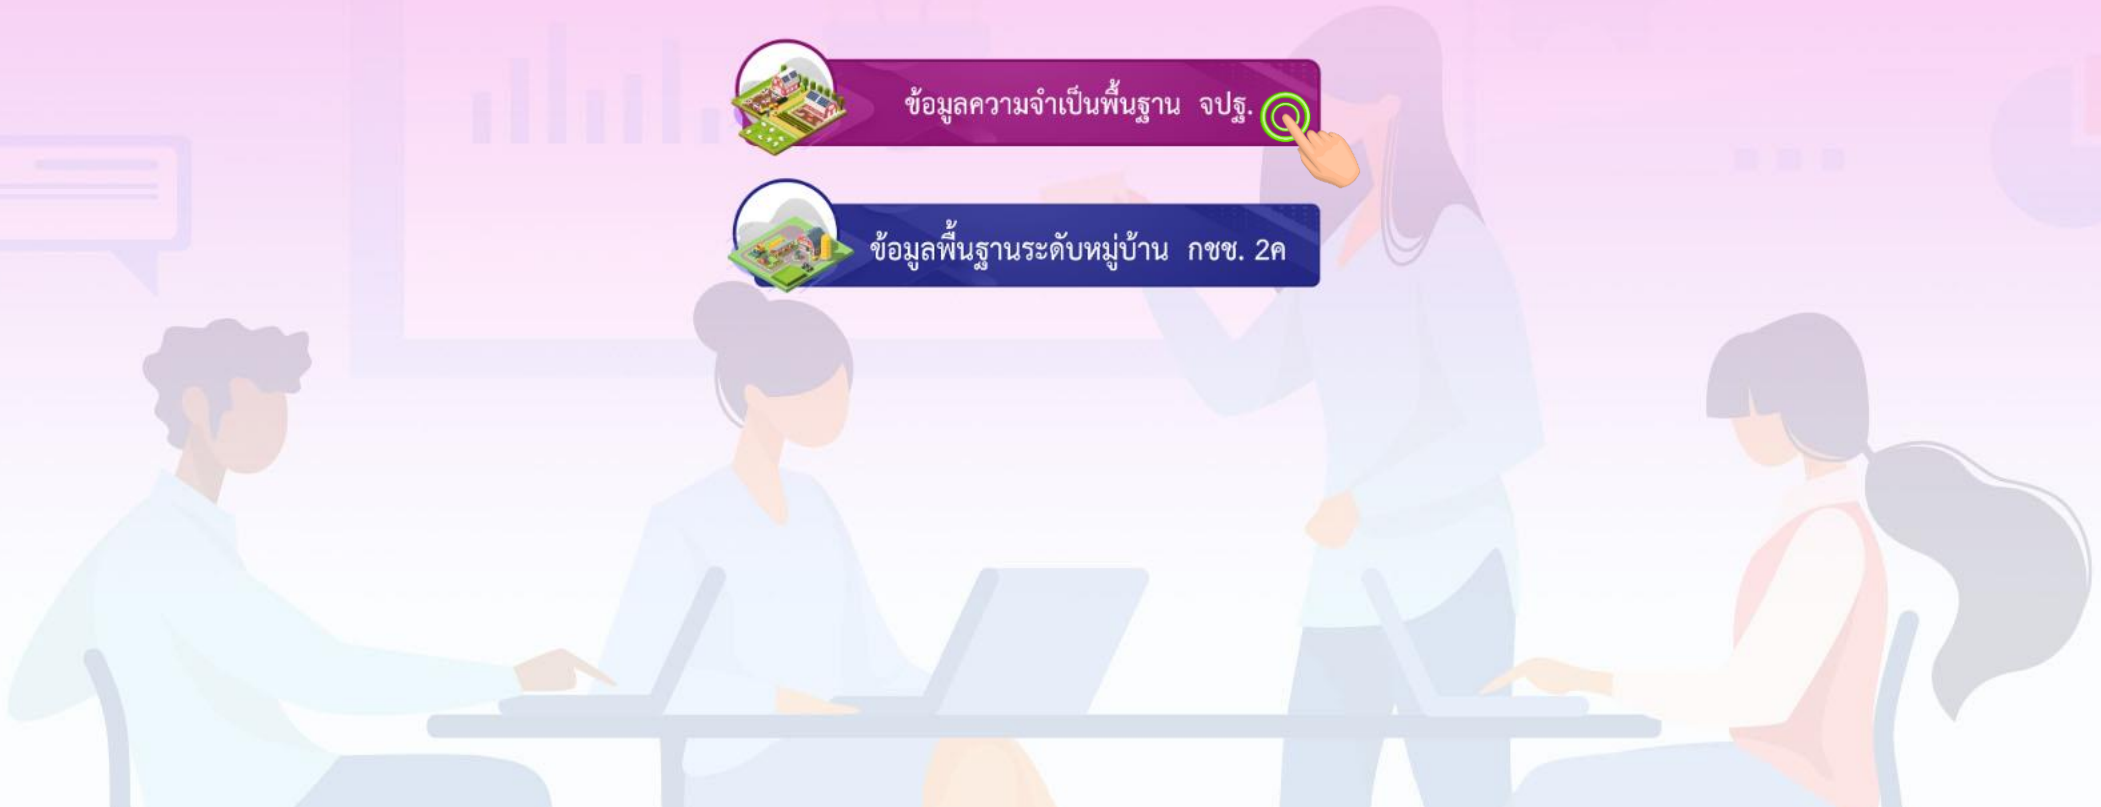 ข้อมูลความจำเป็นพื้นฐาน จปฐ.
ข้อมูลพื้นฐานระดับหมู่บ้าน กชช. 2ค